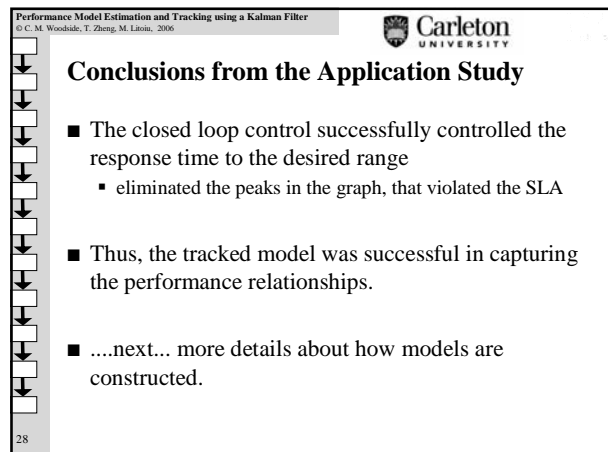 Performance Model Estimation and Tracking using a Kalman Filter
© C. M. Woodside, T. Zheng, M. Litoiu, 2006
Carleton
UNIVERSITY
Conclusions from the Application Study
■ The closed loop control successfully controlled the
response time to the desired range
▪ eliminated the peaks in the graph, that violated the SLA
■ Thus, the tracked model was successful in capturing
the performance relationships.
■ ....next... more details about how models are
constructed.
28